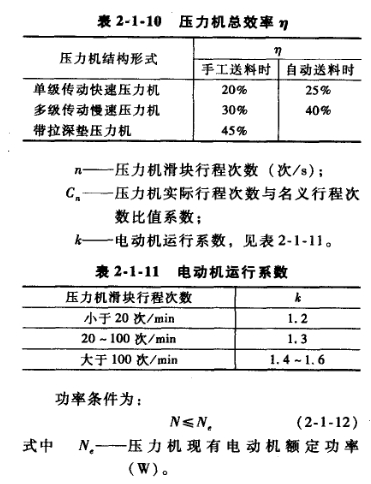 表 2-1-10 压力机总效率 η
压力机结构形式 η
手工送料时 自动送料时
单级传动快速压力机 20% 25%
多级传动慢速压力机 30% 40%
带拉深垫压力机 45%
n——压力机滑块行程次数（次/s）；
Cn——压力机实际行程次数与名义行程次
数比值系数；
k——电动机运行系数，见表2-1-11。
表 2-1-11 电动机运行系数
压力机滑块行程次数 k
小于 20 次/min 1.2
20~100 次/min 1.3
大于 100 次/min 1.4~1.6
功率条件为：
N≤Ne (2-1-12)
式中 Ne——压力机现有电动机额定功率
（W）。